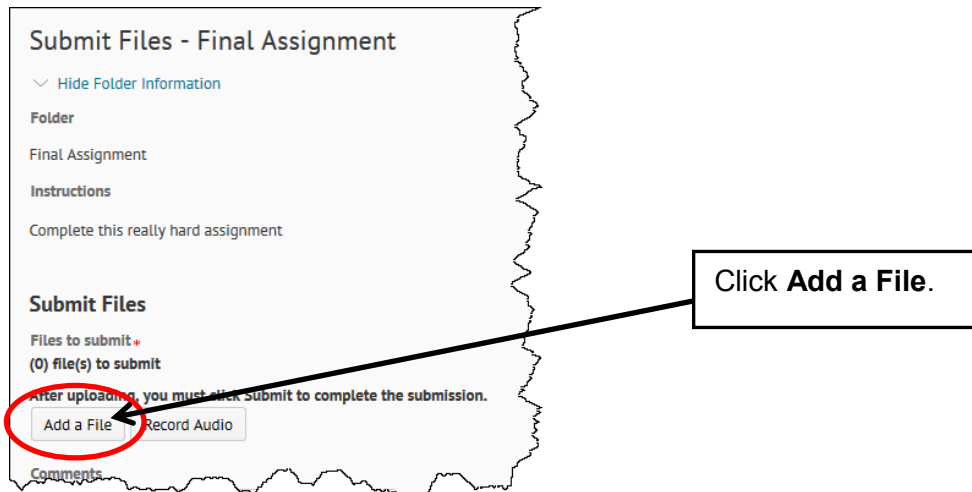 Submit Files - Final Assignment
Hide Folder Information
Folder
Final Assignment
Instructions
Complete this really hard assignment
Submit Files
Files to submit *
(0) file(s) to submit
After uploading, you must click Submit to complete the submission.
Add a File Record Audio
Comments
Click Add a File.